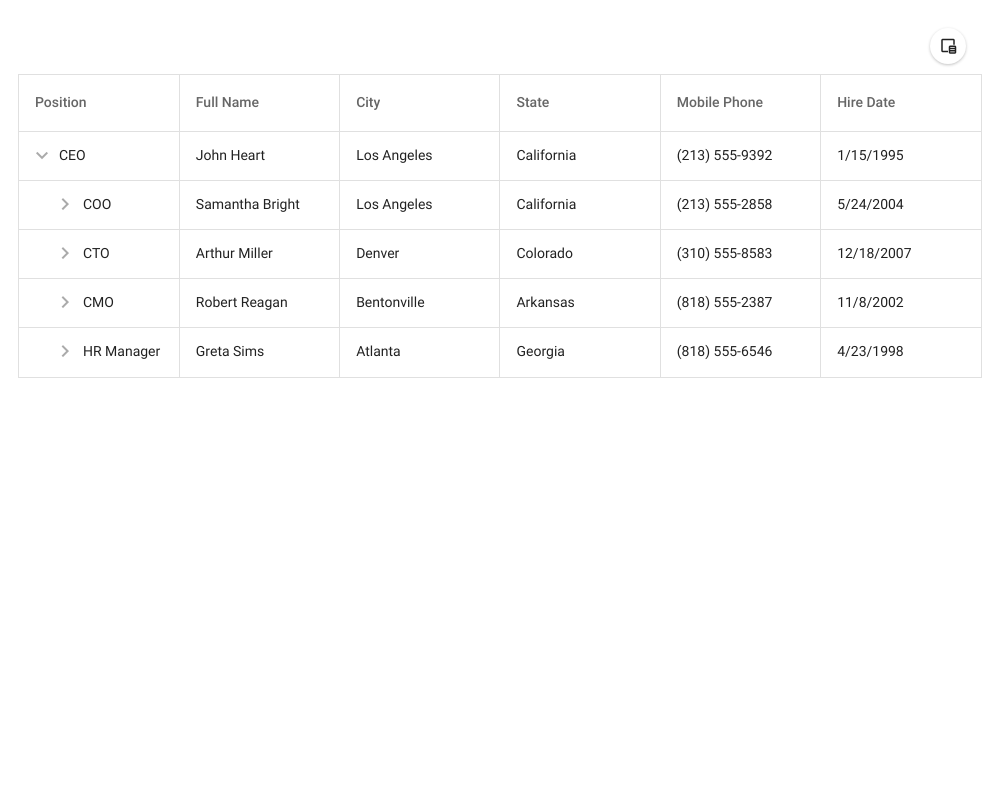 Position Full Name City State Mobile Phone Hire Date
CEO John Heart Los Angeles California (213) 555-9392 1/15/1995
COO Samantha Bright Los Angeles California (213) 555-2858 5/24/2004
CTO Arthur Miller Denver Colorado (310) 555-8583 12/18/2007
CMO Robert Reagan Bentonville Arkansas (818) 555-2387 11/8/2002
HR Manager Greta Sims Atlanta Georgia (818) 555-6546 4/23/1998